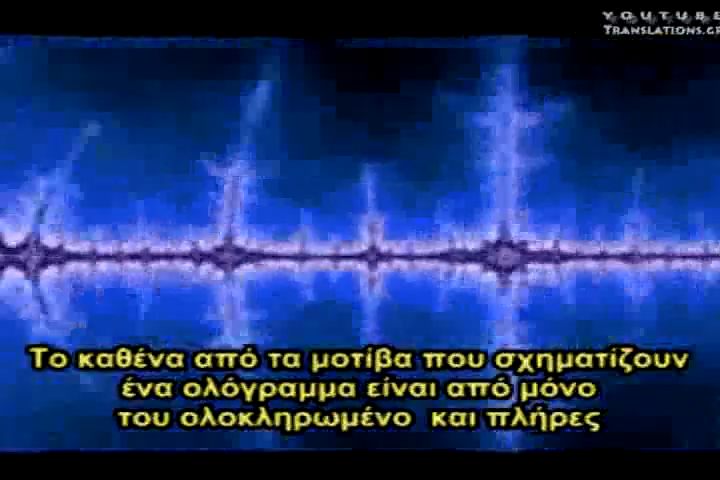 YOUTUBE
TRANSLATIONS.GR
Το καθένα από τα μοτίβα που σχηματίζουν
ένα ολόγραμμα είναι από μόνο
του ολοκληρωμένο και πλήρες